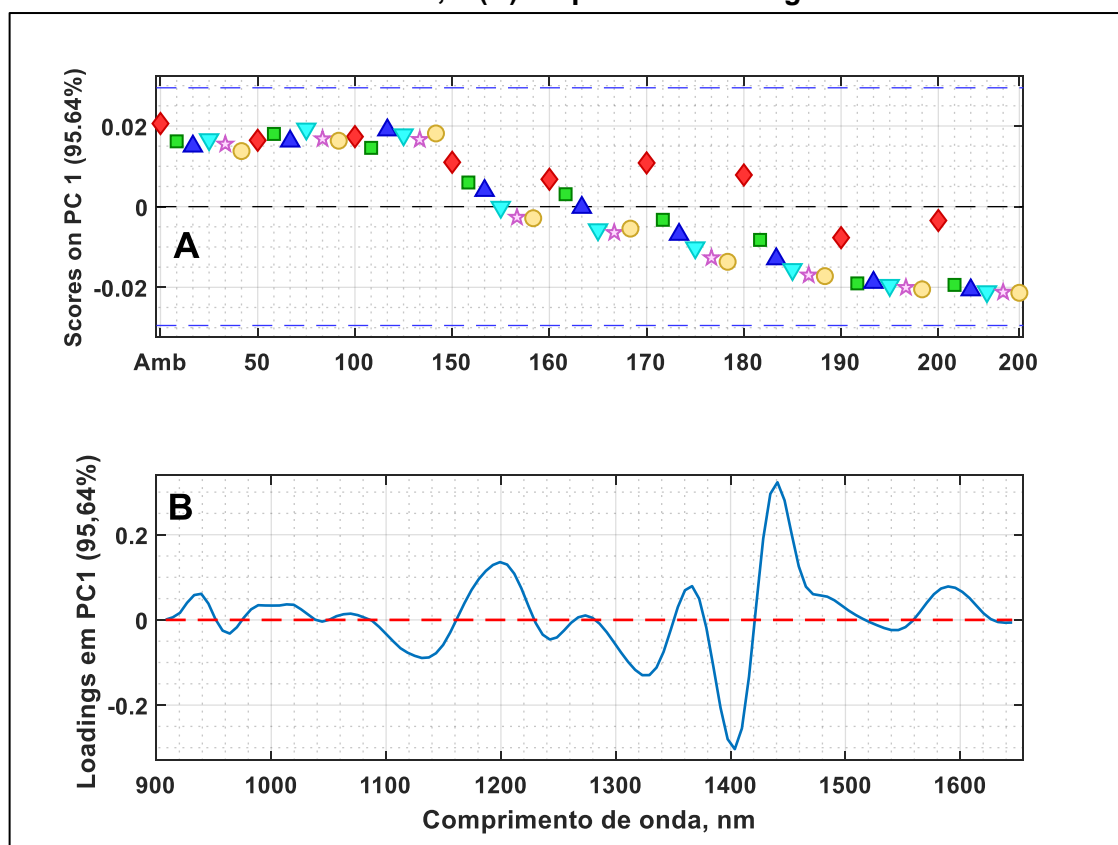 Scores on PC 1 (95.64%)
0.02
0
-0.02
A
Amb 50 100 150 160 170 180 190 200 200
Loadings em PC1 (95,64%)
0.2
0
-0.2
B
900 1000 1100 1200 1300 1400 1500 1600
Comprimento de onda, nm